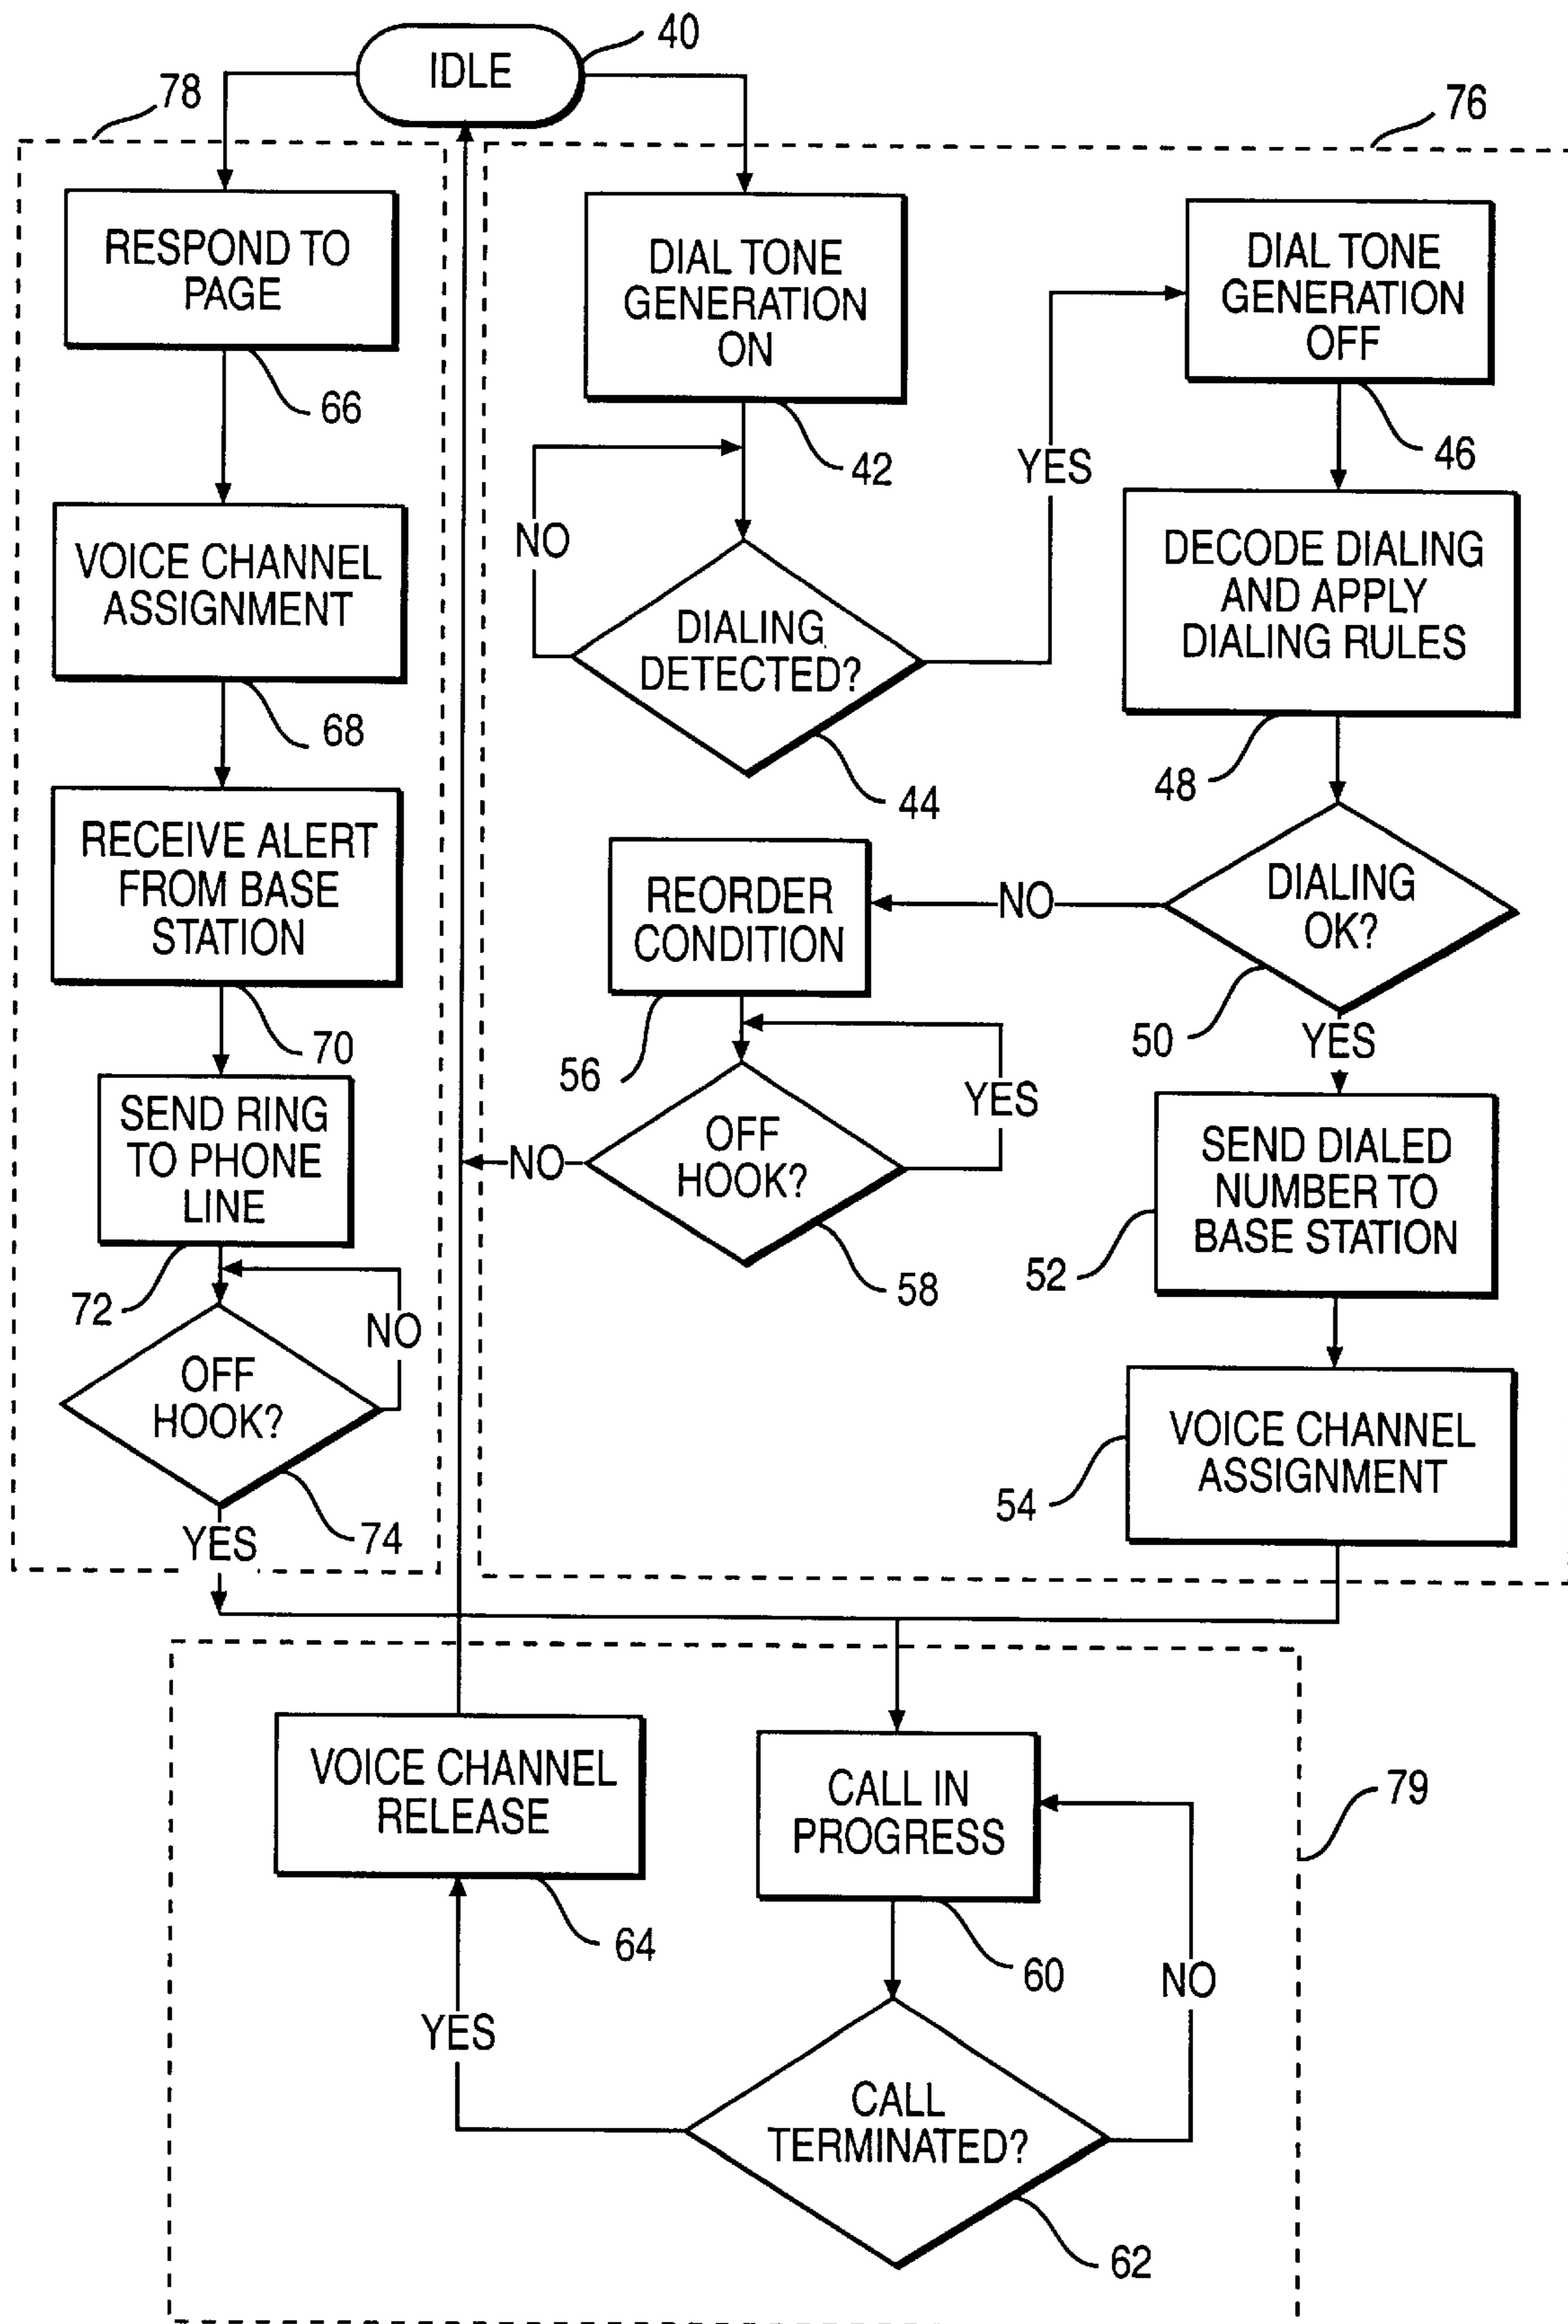 IDLE
40
78
76
RESPOND TO
PAGE
66
VOICE CHANNEL
ASSIGNMENT
68
RECEIVE ALERT
FROM BASE
STATION
70
SEND RING
TO PHONE
LINE
72
NO
OFF
HOOK?
74
YES
DIAL TONE
GENERATION
ON
42
NO
DIALING
DETECTED?
44
YES
DIAL TONE
GENERATION
OFF
46
DECODE DIALING
AND APPLY
DIALING RULES
48
DIALING
OK?
50
NO
YES
REORDER
CONDITION
56
YES
OFF
HOOK?
NO
58
SEND DIALED
NUMBER TO
BASE STATION
52
VOICE CHANNEL
ASSIGNMENT
54
VOICE CHANNEL
RELEASE
64
CALL IN
PROGRESS
60
79
NO
YES
CALL
TERMINATED?
62